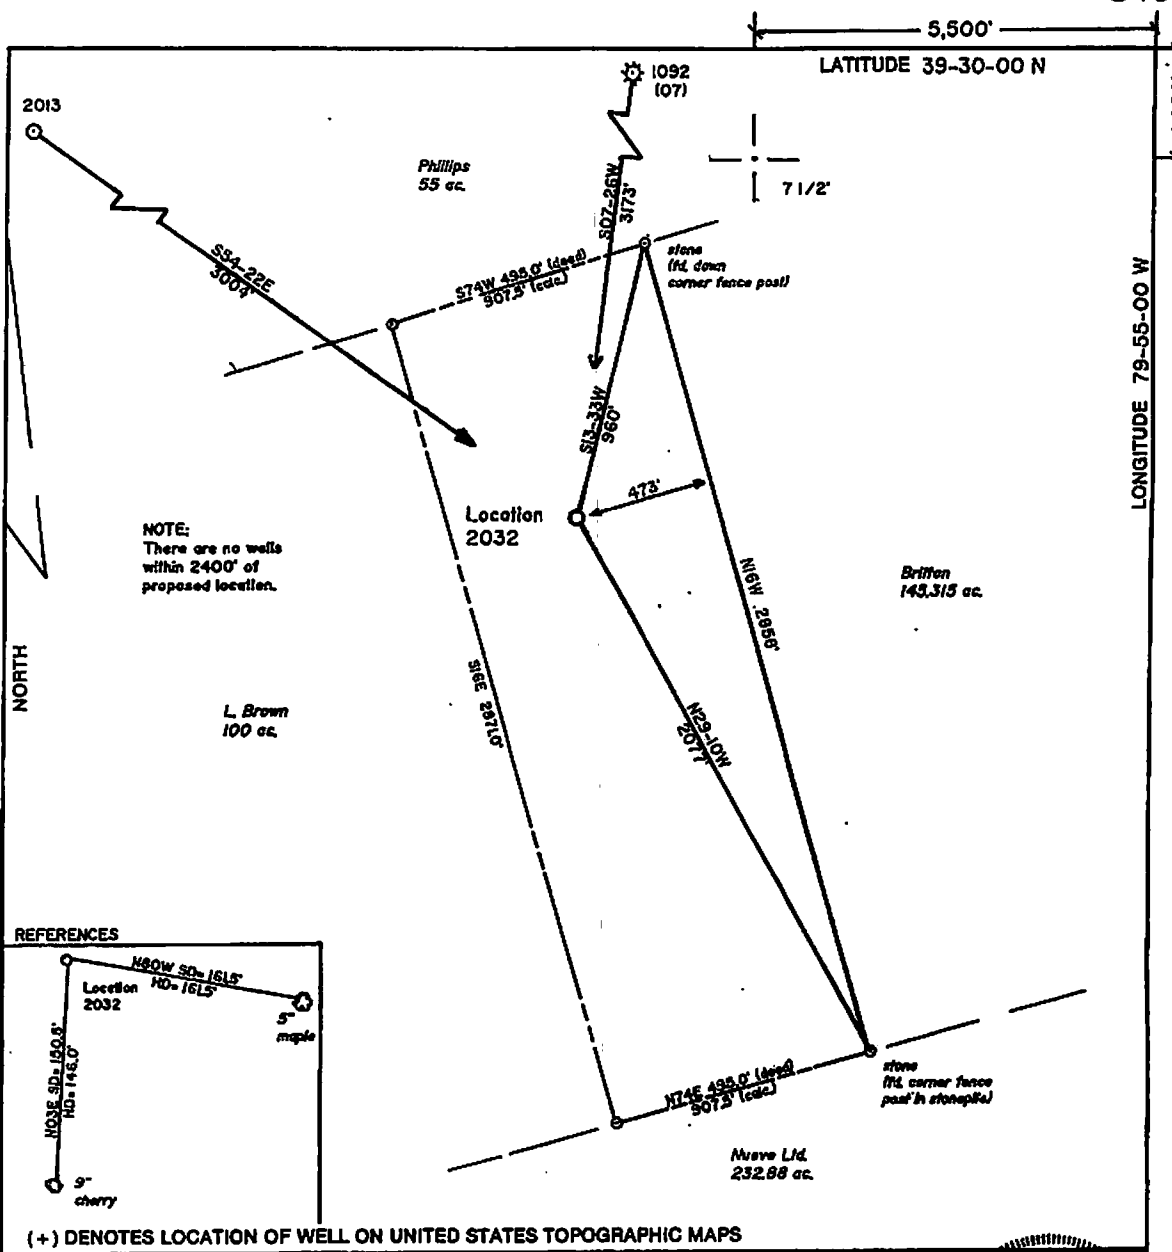 5,500'
LATITUDE 39-30-00 N
1092
(07)
2013
Phillips
55 ac.
7 1/2'
S07-26W
3173'
S54-22E
3004'
S74W 495.0' (deed)
907.5' (calc.)
stone
(fd. down
corner fence post)
LONGITUDE 79-55-00 W
S13-33W
960'
473'
Location
2032
NOTE:
There are no wells
within 2400' of
proposed location.
N16W 2858'
Britton
145.315 ac.
NORTH
S16E 2871.0'
L. Brown
100 ac.
N29-10W
2077'
REFERENCES
N80W SD= 161.5'
HD= 161.5'
Location
2032
5"
maple
N03E SD= 150.5'
HD= 146.0'
9"
cherry
stone
(fd. corner fence
post in stonepile)
N74E 495.0' (deed)
907.5' (calc.)
Nueve Ltd.
232.88 ac.
(+) DENOTES LOCATION OF WELL ON UNITED STATES TOPOGRAPHIC MAPS